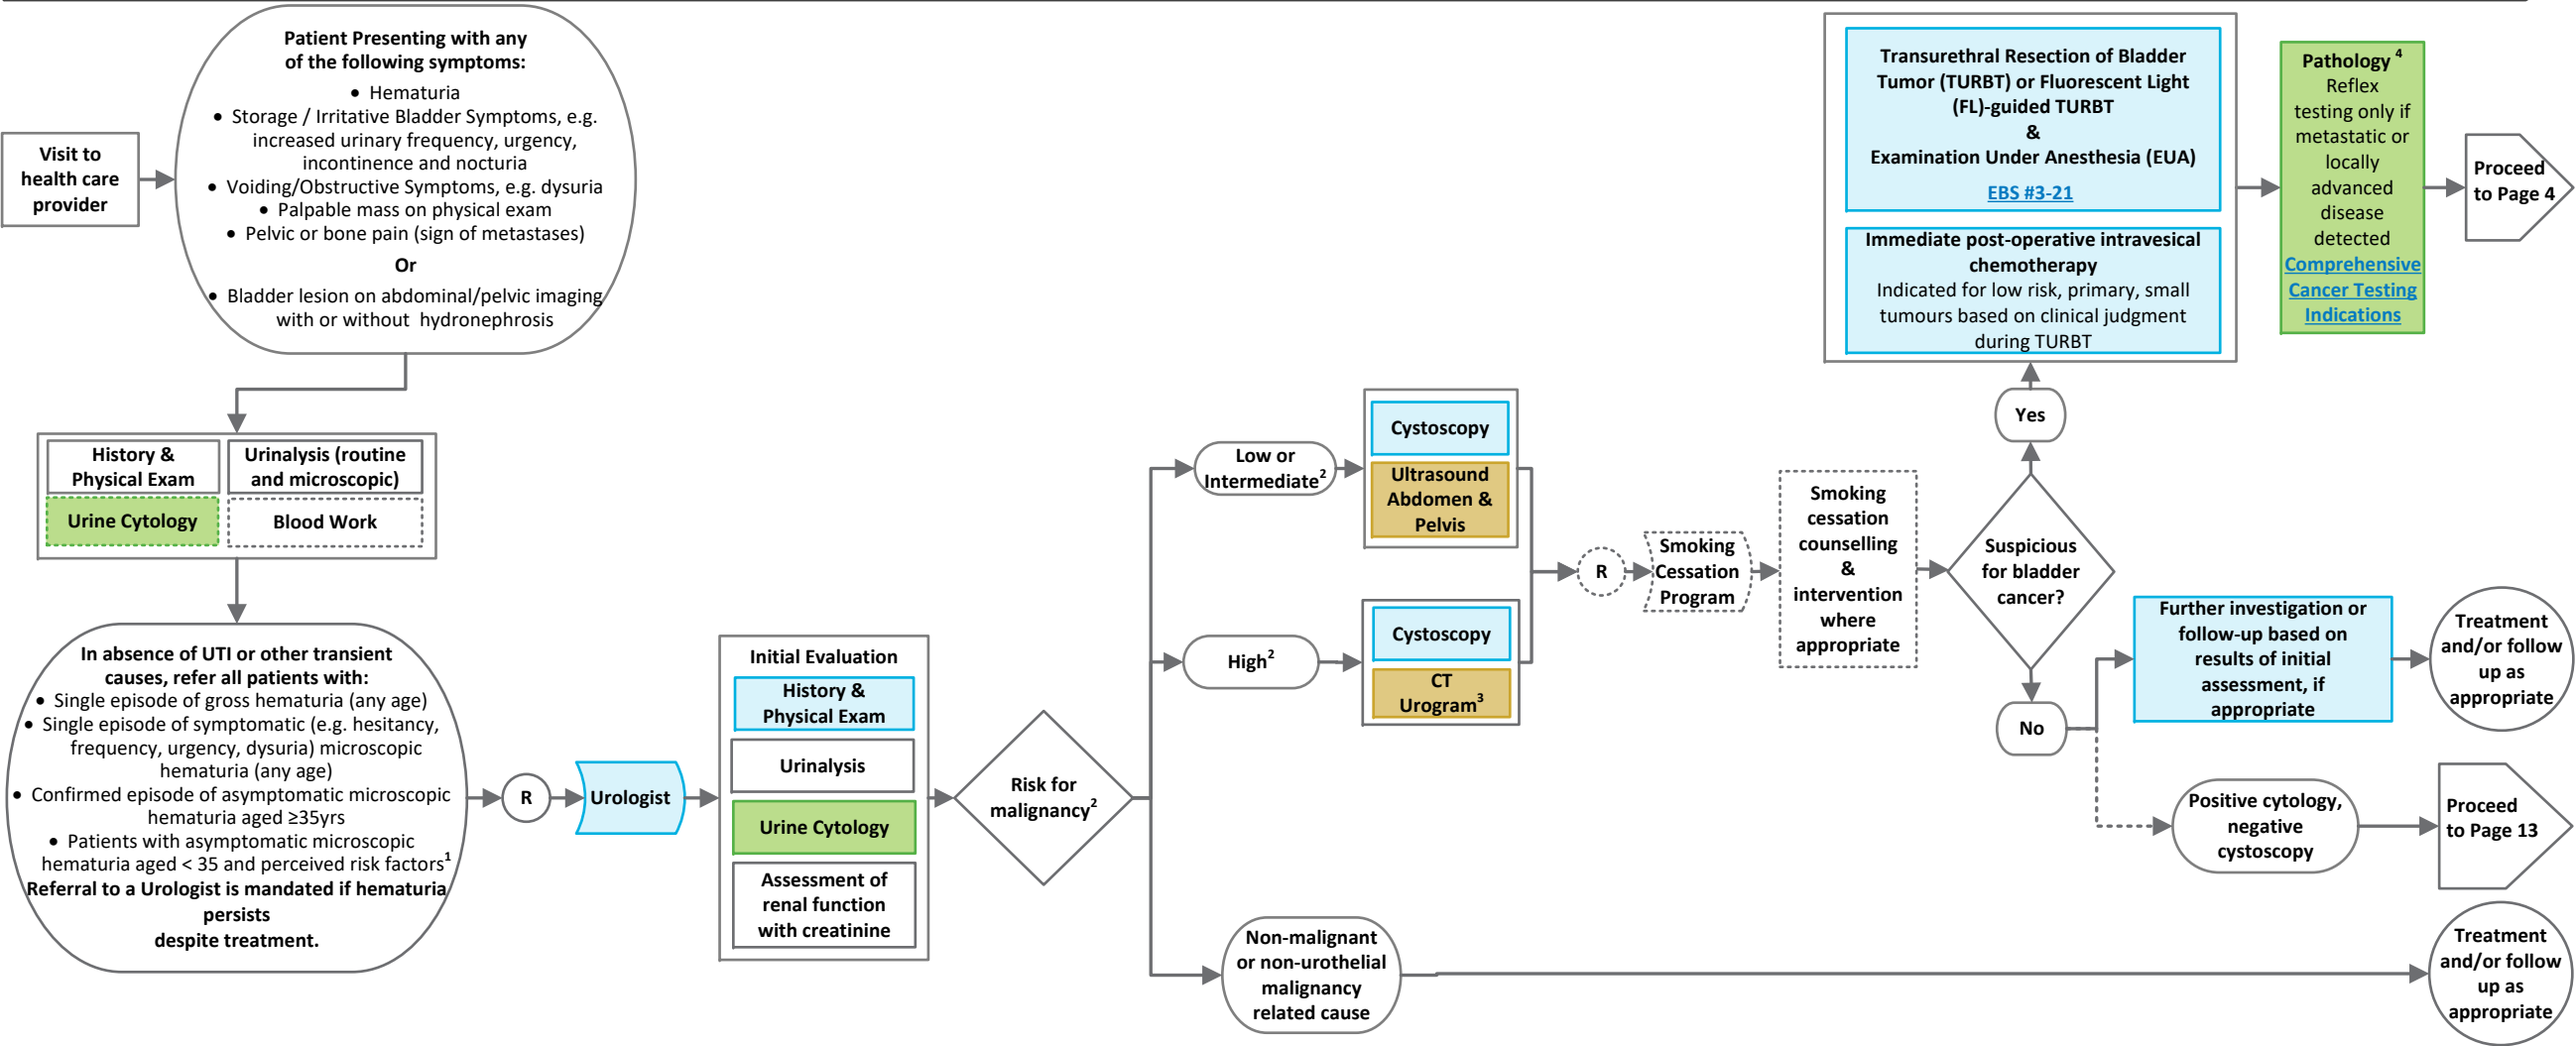 Visit to
health care
provider
Patient Presenting with any
of the following symptoms:
• Hematuria
• Storage / Irritative Bladder Symptoms, e.g.
increased urinary frequency, urgency,
incontinence and nocturia
• Voiding/Obstructive Symptoms, e.g. dysuria
• Palpable mass on physical exam
• Pelvic or bone pain (sign of metastases)
Or
• Bladder lesion on abdominal/pelvic imaging
with or without hydronephrosis
History &
Physical Exam
Urinalysis (routine
and microscopic)
Urine Cytology
Blood Work
In absence of UTI or other transient
causes, refer all patients with:
• Single episode of gross hematuria (any age)
• Single episode of symptomatic (e.g. hesitancy,
frequency, urgency, dysuria) microscopic
hematuria (any age)
• Confirmed episode of asymptomatic microscopic
hematuria aged ≥35yrs
• Patients with asymptomatic microscopic
hematuria aged < 35 and perceived risk factors¹
Referral to a Urologist is mandated if hematuria
persists
despite treatment.
R
Urologist
Initial Evaluation
History &
Physical Exam
Urinalysis
Urine Cytology
Assessment of
renal function
with creatinine
Risk for
malignancy²
Low or
Intermediate²
Cystoscopy
Ultrasound
Abdomen &
Pelvis
High²
Cystoscopy
CT
Urogram³
Non-malignant
or non-urothelial
malignancy
related cause
Treatment
and/or follow
up as
appropriate
R
Smoking
Cessation
Program
Smoking
cessation
counselling
&
intervention
where
appropriate
Suspicious
for bladder
cancer?
Yes
Transurethral Resection of Bladder
Tumor (TURBT) or Fluorescent Light
(FL)-guided TURBT
&
Examination Under Anesthesia (EUA)
EBS #3-21
Immediate post-operative intravesical
chemotherapy
Indicated for low risk, primary, small
tumours based on clinical judgment
during TURBT
Pathology ⁴
Reflex
testing only if
metastatic or
locally
advanced
disease
detected
Comprehensive
Cancer Testing
Indications
Proceed
to Page 4
No
Further investigation or
follow-up based on
results of initial
assessment, if
appropriate
Treatment
and/or follow
up as
appropriate
Positive cytology,
negative
cystoscopy
Proceed
to Page 13